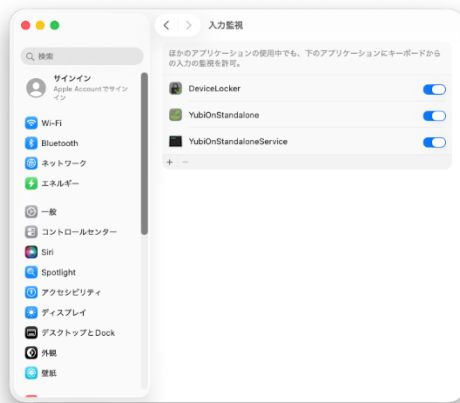 入力監視
検索
サインイン
Apple Accountでサイン
イン
Wi-Fi
Bluetooth
ネットワーク
エネルギー
一般
コントロールセンター
Siri
Spotlight
アクセシビリティ
ディスプレイ
デスクトップとDock
外観
壁紙
ほかのアプリケーションの使用中でも、下のアプリケーションにキーボードから
の入力の監視を許可。
DeviceLocker
YubiOnStandalone
YubiOnStandaloneService
+ −